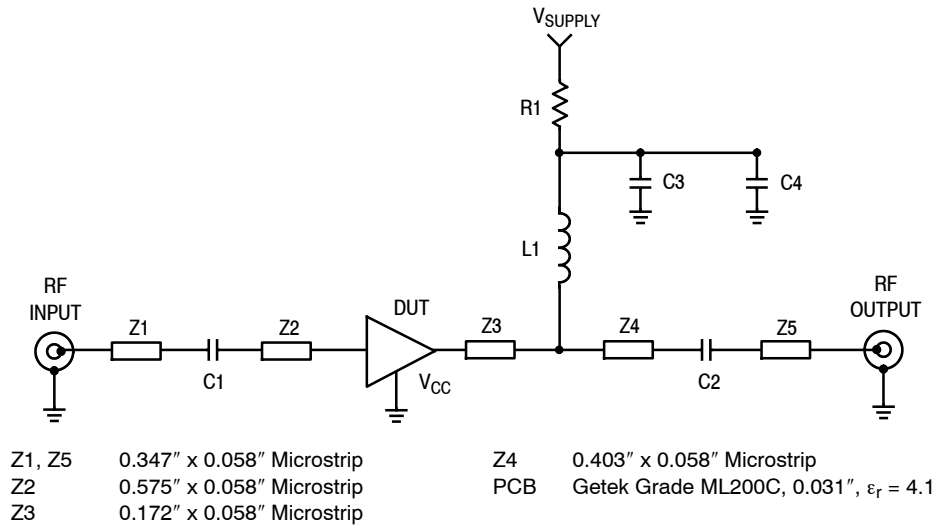 VSUPPLY
R1
C3
C4
L1
RF
INPUT
RF
OUTPUT
Z1
Z2
DUT
Z3
Z4
Z5
C1
VCC
C2
Z1, Z5 0.347″ x 0.058″ Microstrip
Z2 0.575″ x 0.058″ Microstrip
Z3 0.172″ x 0.058″ Microstrip
Z4 0.403″ x 0.058″ Microstrip
PCB Getek Grade ML200C, 0.031″, εr = 4.1